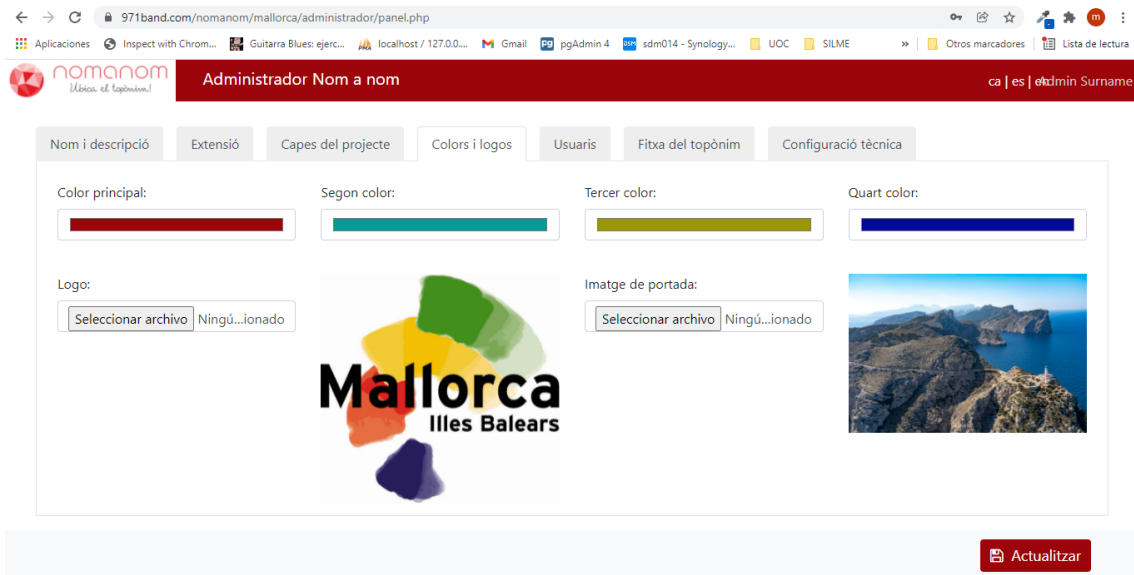 971band.com/nomanom/mallorca/administrador/panel.php
Aplicaciones Inspect with Chrom... Guitarra Blues: ejerc... localhost / 127.0.0.... Gmail pgAdmin 4 sdm014 - Synology... UOC SILME » Otros marcadores Lista de lectura
nomanom
Ubica el topònim!
Administrador Nom a nom
ca | es | en Admin Surname
Nom i descripció Extensió Capes del projecte Colors i logos Usuaris Fitxa del topònim Configuració tècnica
Color principal: Segon color: Tercer color: Quart color:
Logo: Imatge de portada:
Seleccionar archivo Ningú...ionado Seleccionar archivo Ningú...ionado
Mallorca
Illes Balears
Actualitzar